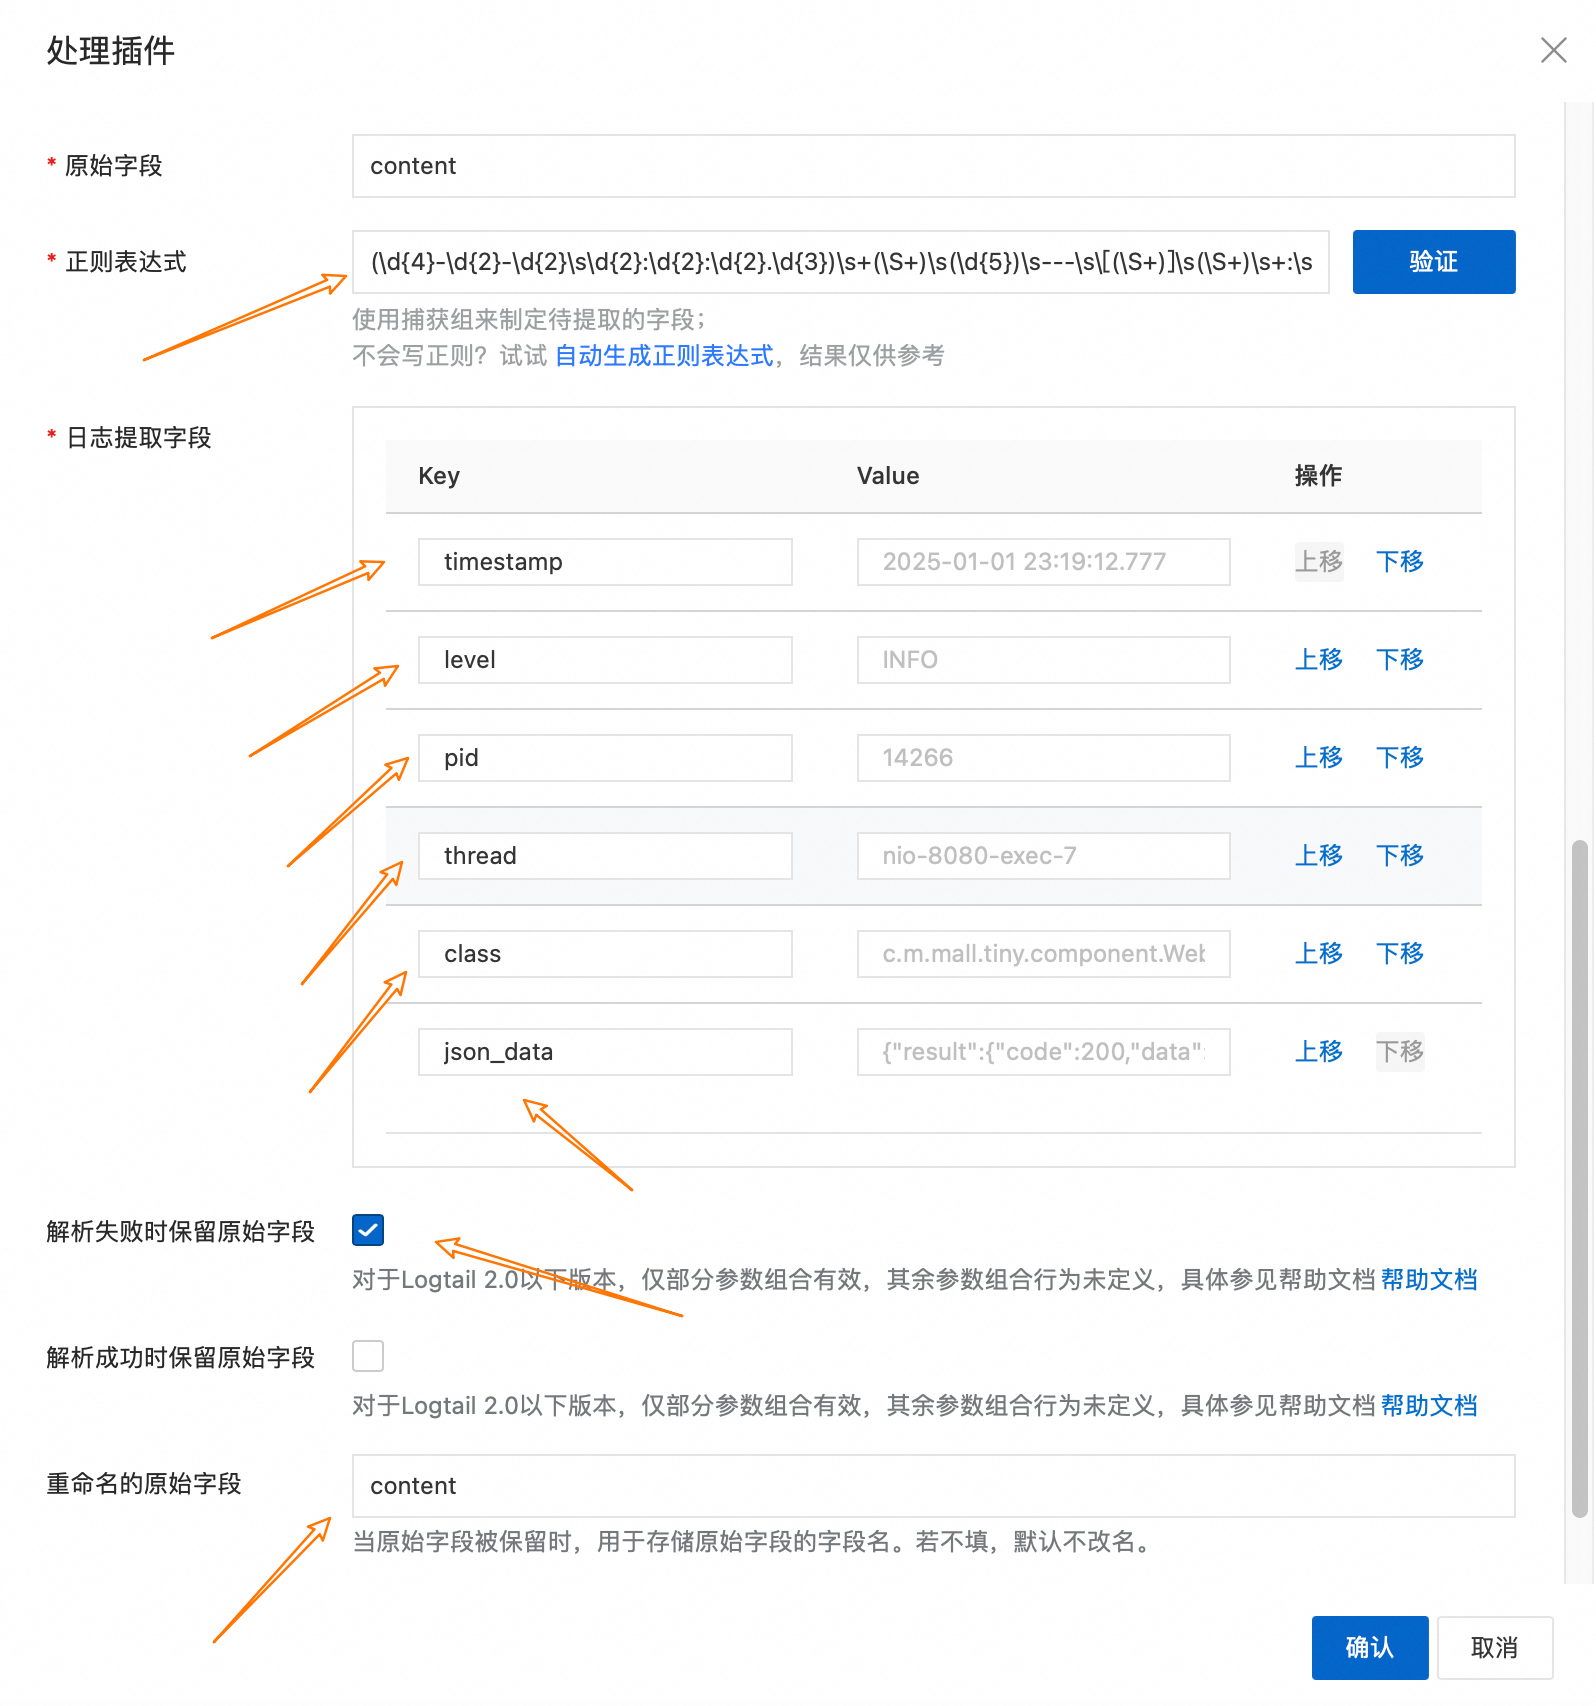 处理插件
* 原始字段
content
* 正则表达式
(\d{4}-\d{2}-\d{2}\s\d{2}:\d{2}:\d{2}.\d{3})\s+(\S+)\s(\d{5})\s---\s\[(\S+)]\s(\S+)\s+:\s
验证
使用捕获组来制定待提取的字段；
不会写正则？试试 自动生成正则表达式，结果仅供参考
* 日志提取字段
Key Value 操作
timestamp 2025-01-01 23:19:12.777 上移 下移
level INFO 上移 下移
pid 14266 上移 下移
thread nio-8080-exec-7 上移 下移
class c.m.mall.tiny.component.Web 上移 下移
json_data {"result":{"code":200,"data": 上移 下移
解析失败时保留原始字段
对于Logtail 2.0以下版本，仅部分参数组合有效，其余参数组合行为未定义，具体参见帮助文档 帮助文档
解析成功时保留原始字段
对于Logtail 2.0以下版本，仅部分参数组合有效，其余参数组合行为未定义，具体参见帮助文档 帮助文档
重命名的原始字段
content
当原始字段被保留时，用于存储原始字段的字段名。若不填，默认不改名。
确认 取消